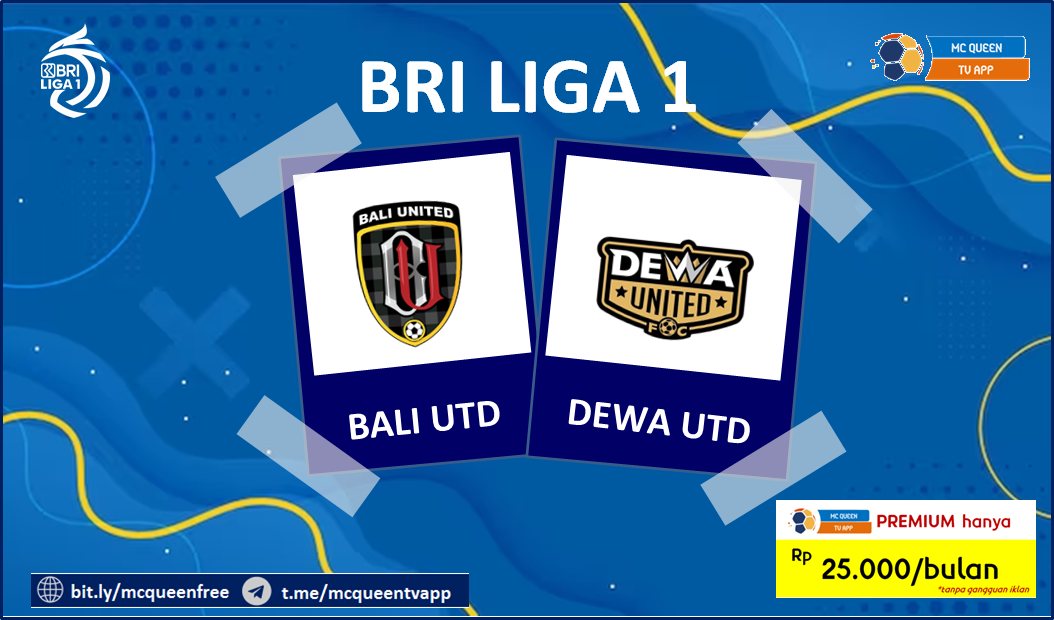 BRI
LIGA 1
BRI LIGA 1
MC QUEEN
TV APP
BALI UNITED
DEWA
UNITED
FC
BALI UTD
DEWA UTD
MC QUEEN
TV APP
PREMIUM hanya
Rp 25.000/bulan
*tanpa gangguan iklan
bit.ly/mcqueenfree
t.me/mcqueentvapp